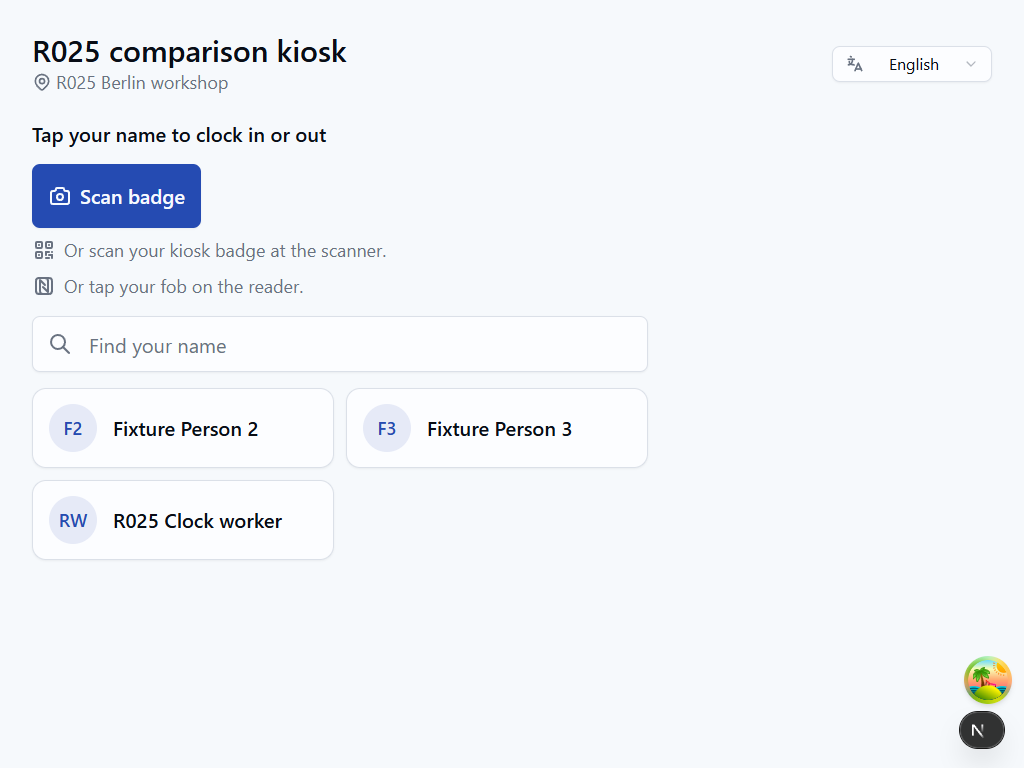 R025 comparison kiosk
R025 Berlin workshop
English
Tap your name to clock in or out
Scan badge
Or scan your kiosk badge at the scanner.
Or tap your fob on the reader.
Find your name
F2 Fixture Person 2
F3 Fixture Person 3
RW R025 Clock worker
N